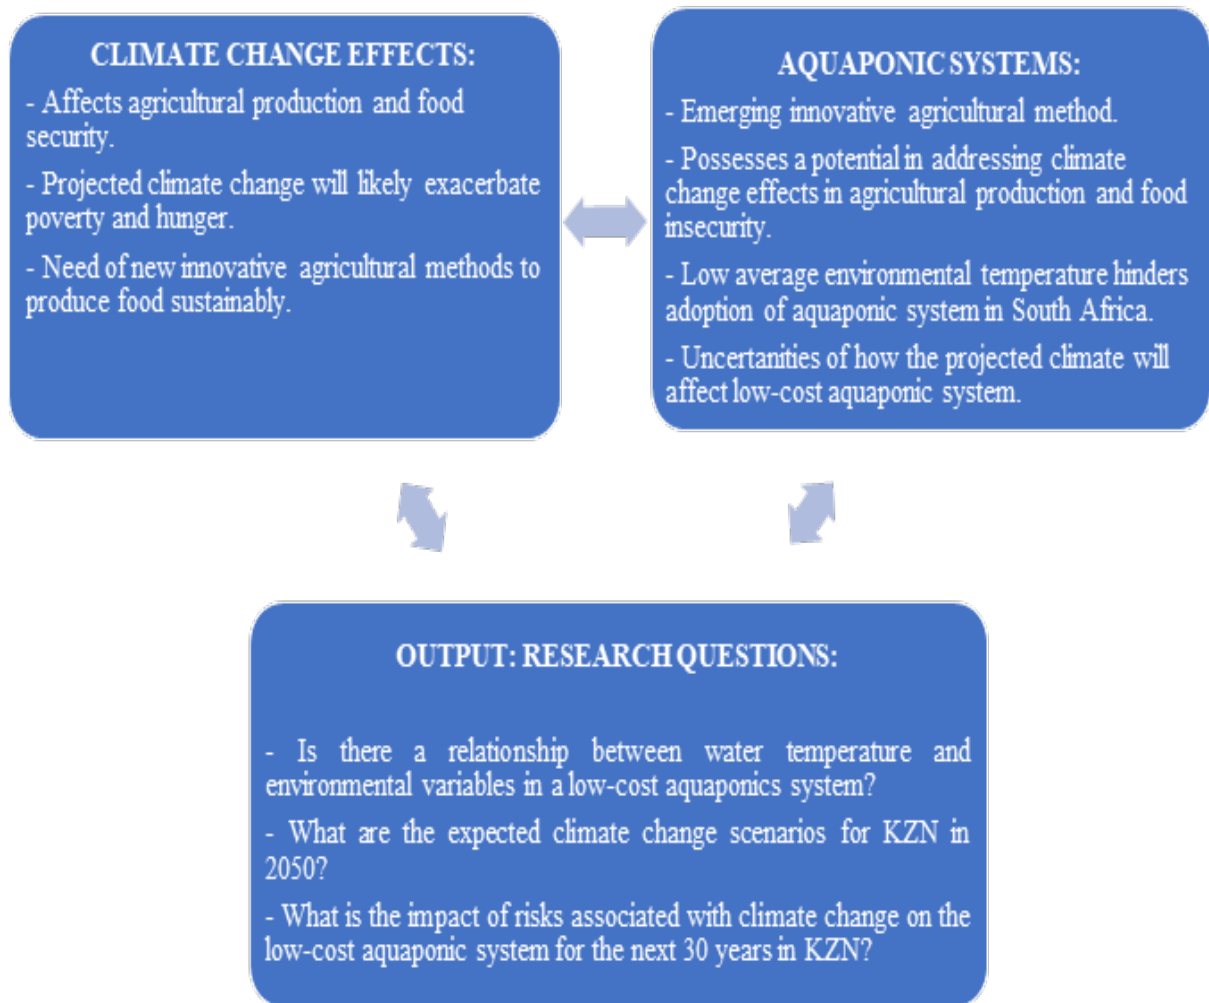 CLIMATE CHANGE EFFECTS:
- Affects agricultural production and food
security.
- Projected climate change will likely exacerbate
poverty and hunger.
- Need of new innovative agricultural methods to
produce food sustainably.
AQUAPONIC SYSTEMS:
- Emerging innovative agricultural method.
- Possesses a potential in addressing climate
change effects in agricultural production and food
insecurity.
- Low average environmental temperature hinders
adoption of aquaponic system in South Africa.
- Uncertanities of how the projected climate will
affect low-cost aquaponic system.
OUTPUT: RESEARCH QUESTIONS:
- Is there a relationship between water temperature and
environmental variables in a low-cost aquaponics system?
- What are the expected climate change scenarios for KZN in
2050?
- What is the impact of risks associated with climate change on the
low-cost aquaponic system for the next 30 years in KZN?